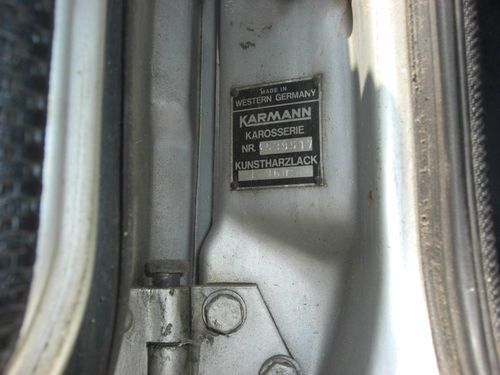 MADE IN
WESTERN GERMANY
KARMANN
KAROSSERIE
NR.
KUNSTHARZLACK